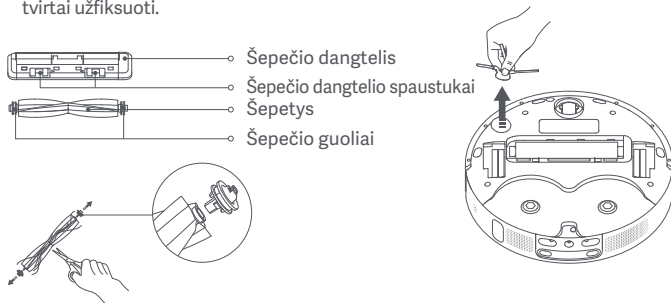 tvirtai užfiksuoti.
Šepečio dangtelis
Šepečio dangtelio spaustukai
Šepetys
Šepečio guoliai